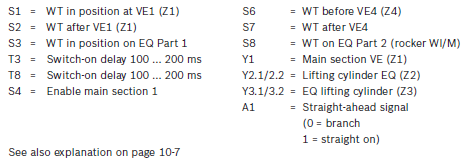 S1 = WT in position at VE1 (Z1)
S2 = WT after VE1 (Z1)
S3 = WT in position on EQ Part 1
T3 = Switch-on delay 100 ... 200 ms
T8 = Switch-on delay 100 ... 200 ms
S4 = Enable main section 1
S6 = WT before VE4 (Z4)
S7 = WT after VE4
S8 = WT on EQ Part 2 (rocker WI/M)
Y1 = Main section VE (Z1)
Y2.1/2.2 = Lifting cylinder EQ (Z2)
Y3.1/3.2 = EQ lifting cylinder (Z3)
A1 = Straight-ahead signal
(0 = branch
1 = straight on)
See also explanation on page 10-7